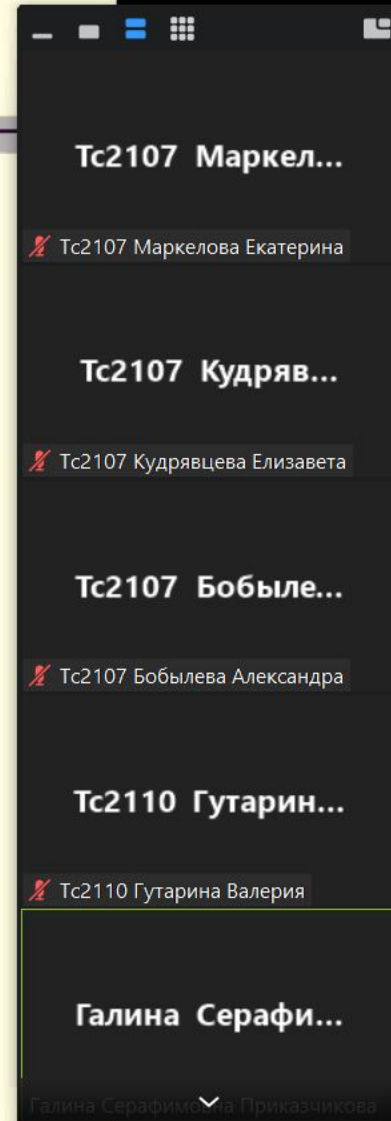 Тс2107 Маркел...
Тс2107 Маркелова Екатерина
Тс2107 Кудряв...
Тс2107 Кудрявцева Елизавета
Тс2107 Бобыле...
Тс2107 Бобылева Александра
Тс2110 Гутарин...
Тс2110 Гутарина Валерия
Галина Серафи...
Галина Серафимовна Приказчикова